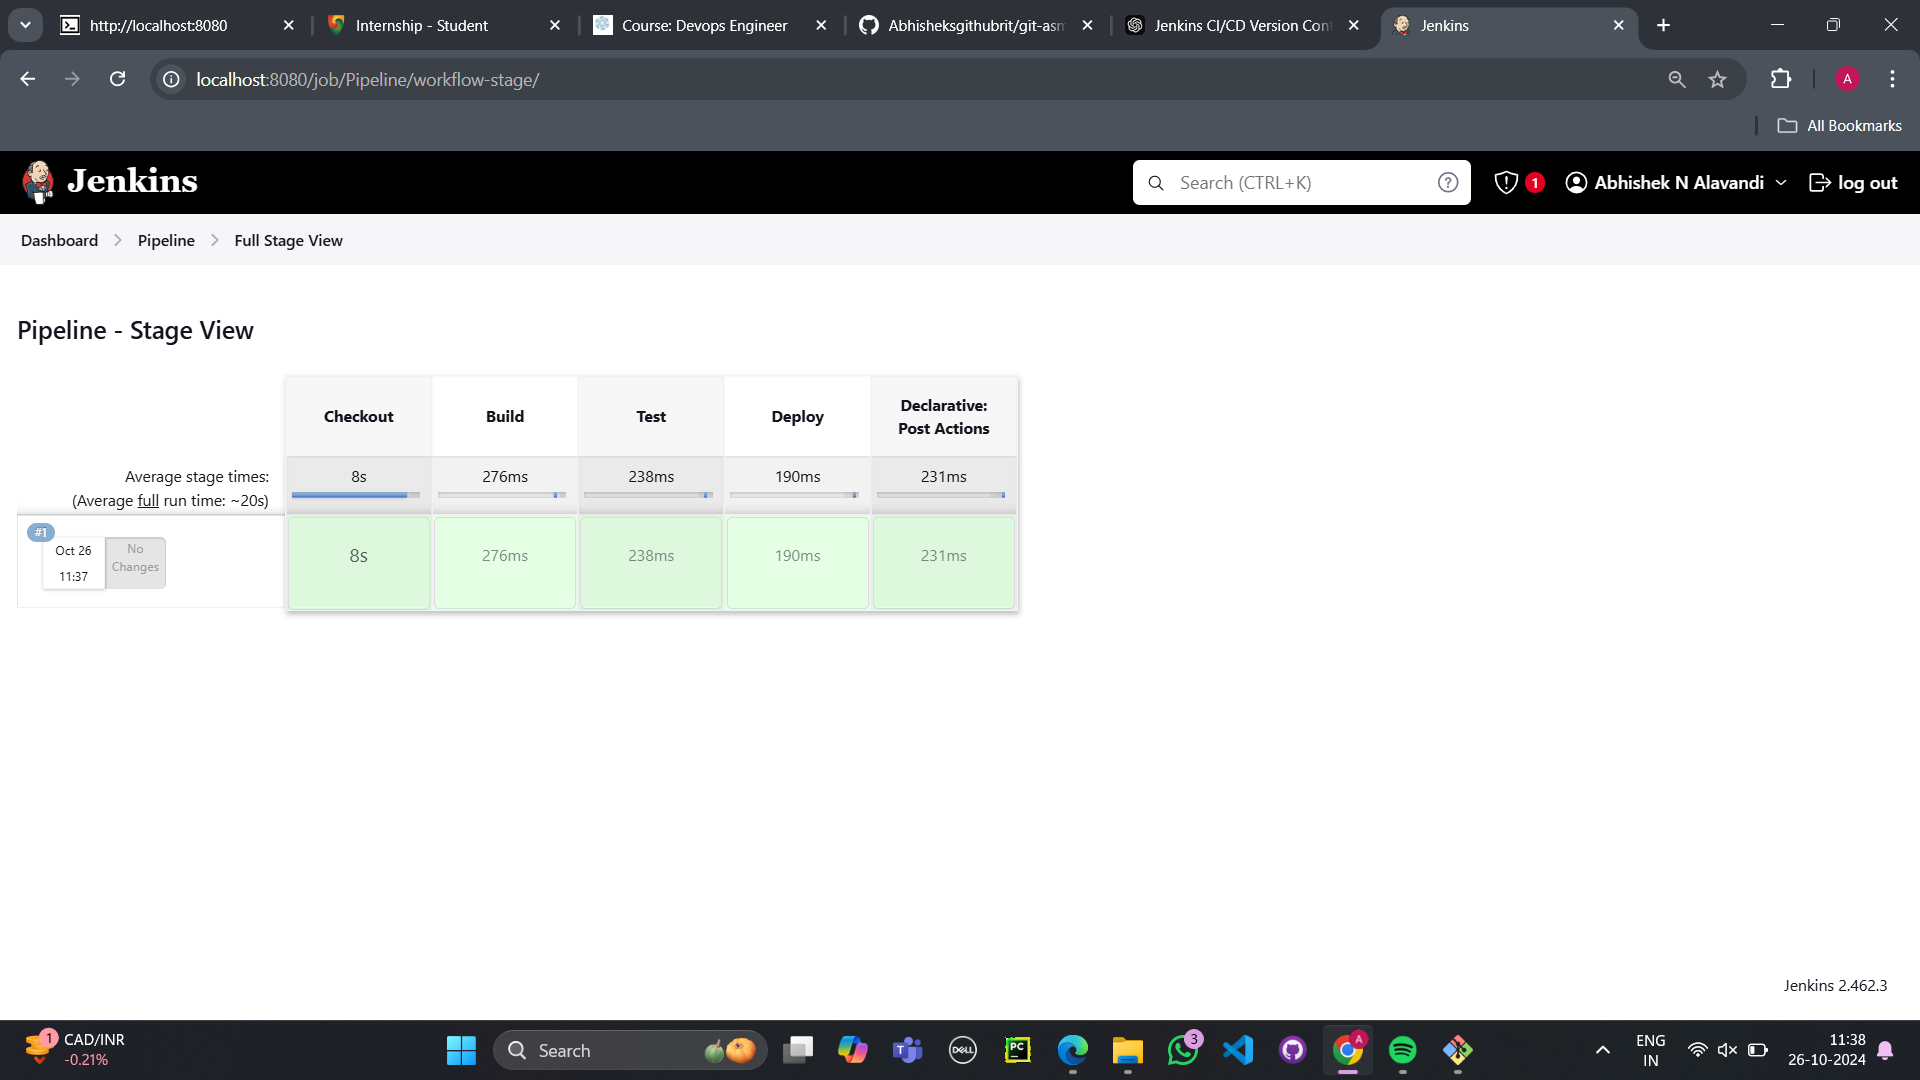 http://localhost:8080
Internship - Student
Course: Devops Engineer
Abhisheksgithubrit/git-asm
Jenkins CI/CD Version Cont
Jenkins
localhost:8080/job/Pipeline/workflow-stage/
A
All Bookmarks
Jenkins
Search (CTRL+K)
1
Abhishek N Alavandi
log out
Dashboard
Pipeline
Full Stage View
Pipeline - Stage View
Checkout
Build
Test
Deploy
Declarative:
Post Actions
Average stage times:
(Average full run time: ~20s)
8s
276ms
238ms
190ms
231ms
#1
Oct 26
11:37
No
Changes
8s
276ms
238ms
190ms
231ms
Jenkins 2.462.3
1
CAD/INR
-0.21%
Search
DELL
PC
3
A
ENG
IN
11:38
26-10-2024